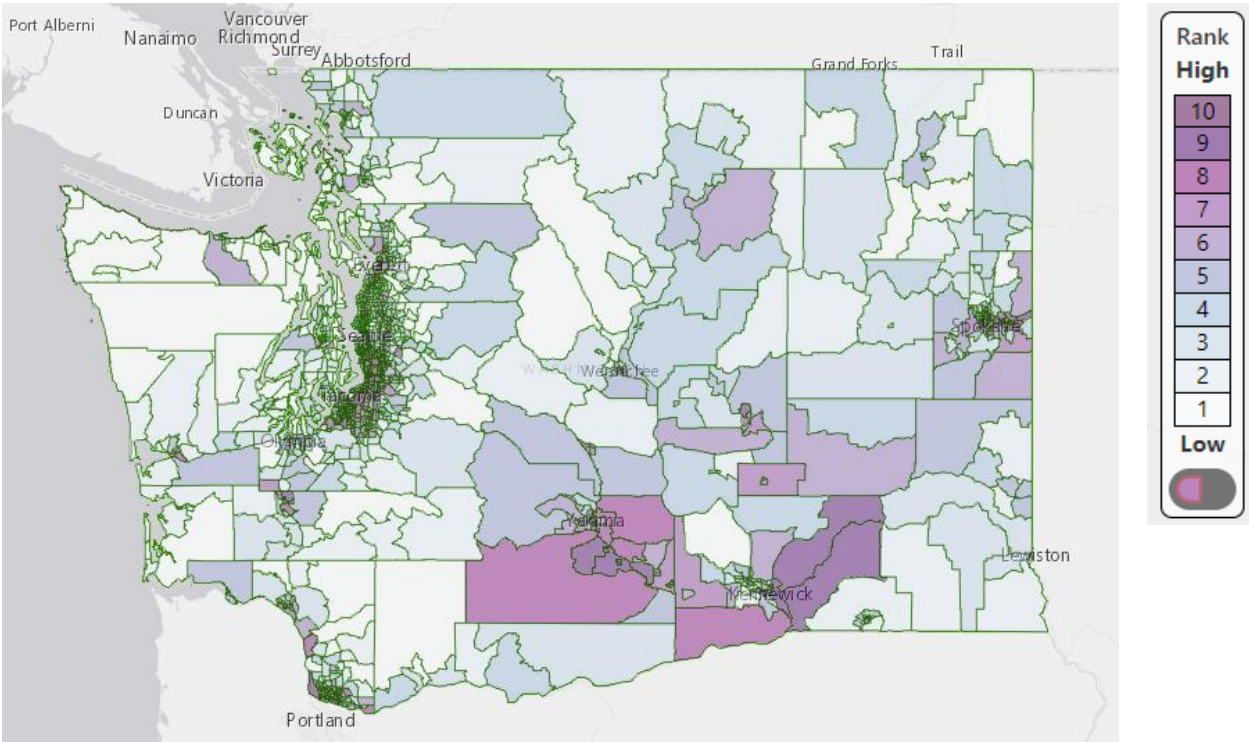 Port Alberni
Vancouver
Nanaimo
Richmond
Surrey
Abbotsford
Trail
Grand Forks
Duncan
Victoria
Everett
Seattle
Spokane
WASHINGTON
Wenatchee
Tacoma
Olympia
Yakima
Lewiston
Kennewick
Portland
Rank
High
10
9
8
7
6
5
4
3
2
1
Low